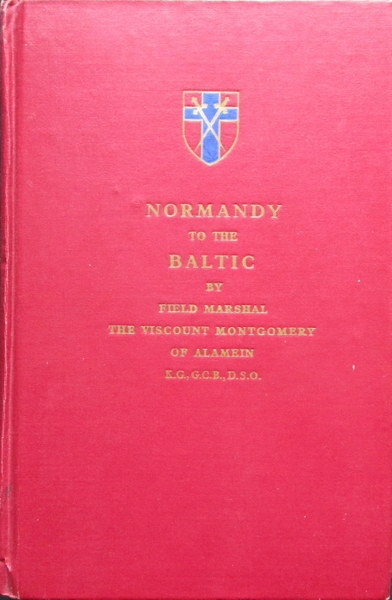 NORMANDY
TO THE
BALTIC
BY
FIELD MARSHAL
THE VISCOUNT MONTGOMERY
OF ALAMEIN
K.G., G.C.B., D.S.O.